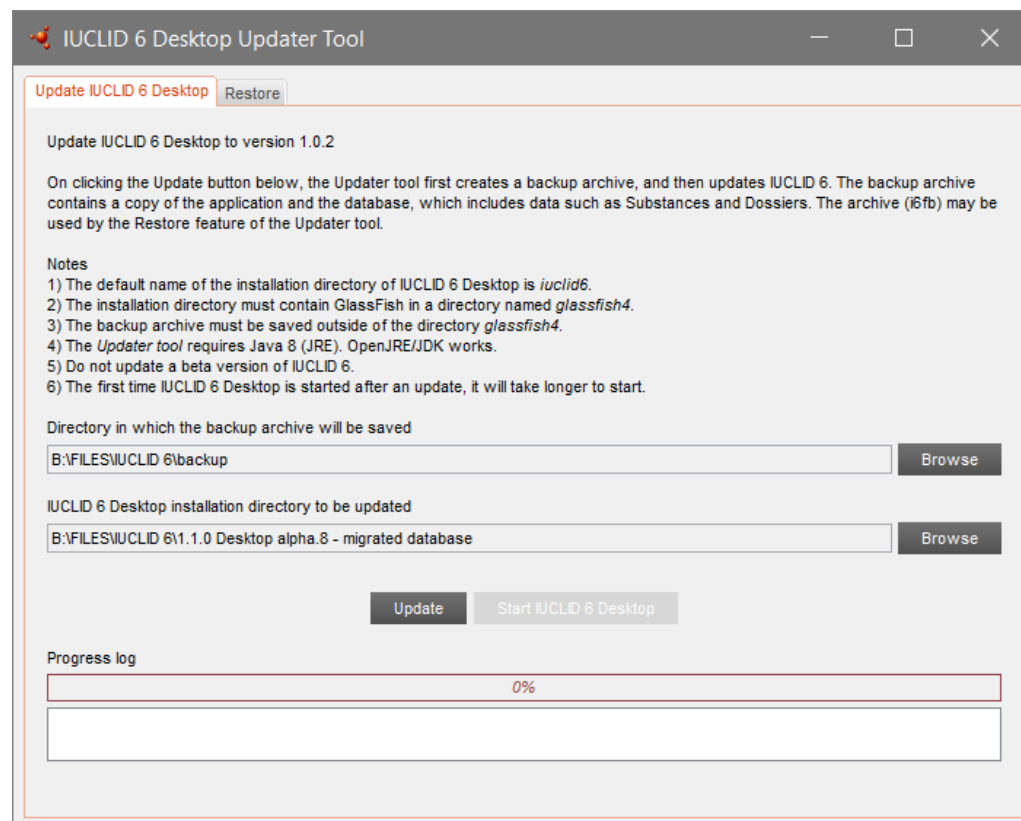 IUCLID 6 Desktop Updater Tool
Update IUCLID 6 Desktop
Restore
Update IUCLID 6 Desktop to version 1.0.2
On clicking the Update button below, the Updater tool first creates a backup archive, and then updates IUCLID 6. The backup archive
contains a copy of the application and the database, which includes data such as Substances and Dossiers. The archive (i6fb) may be
used by the Restore feature of the Updater tool.
Notes
1) The default name of the installation directory of IUCLID 6 Desktop is iuclid6.
2) The installation directory must contain GlassFish in a directory named glassfish4.
3) The backup archive must be saved outside of the directory glassfish4.
4) The Updater tool requires Java 8 (JRE). OpenJRE/JDK works.
5) Do not update a beta version of IUCLID 6.
6) The first time IUCLID 6 Desktop is started after an update, it will take longer to start.
Directory in which the backup archive will be saved
B:\FILES\IUCLID 6\backup
Browse
IUCLID 6 Desktop installation directory to be updated
B:\FILES\IUCLID 6\1.1.0 Desktop alpha.8 - migrated database
Browse
Update
Start IUCLID 6 Desktop
Progress log
0%